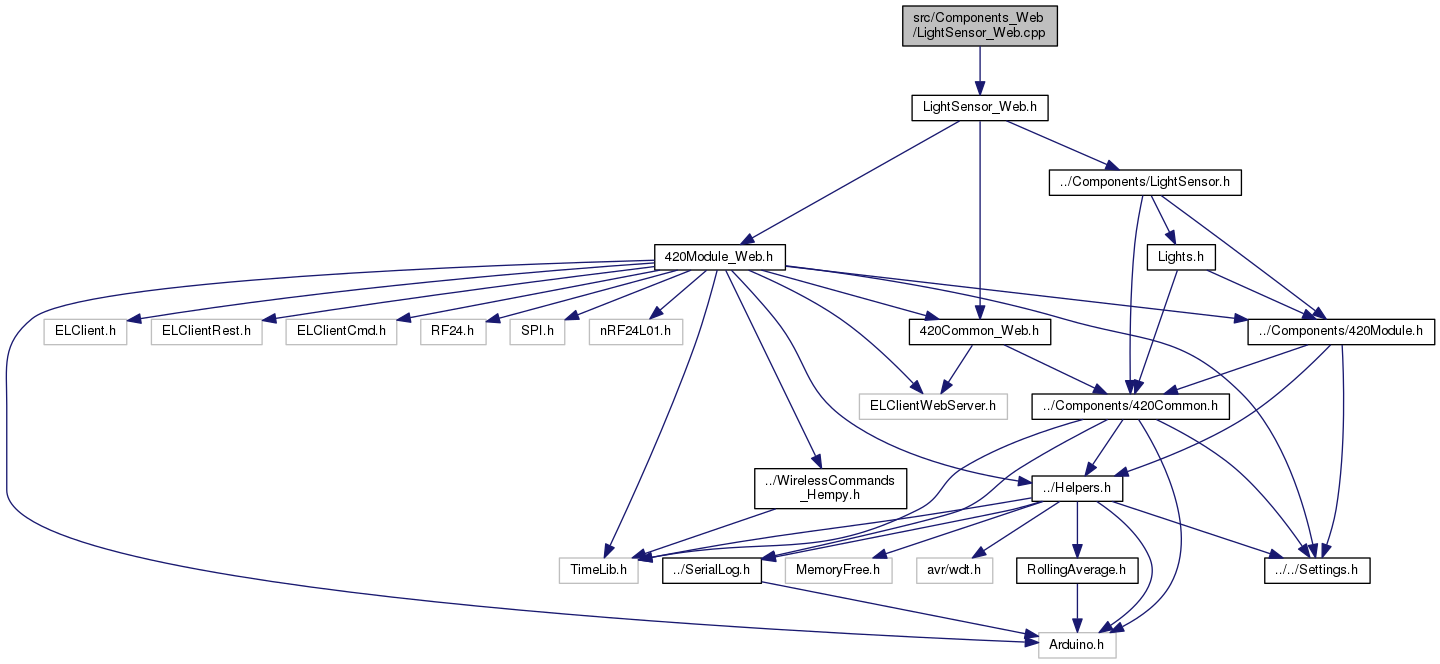 src/Components_Web
/LightSensor_Web.cpp
LightSensor_Web.h
../Components/LightSensor.h
420Module_Web.h
Lights.h
ELClient.h
ELClientRest.h
ELClientCmd.h
RF24.h
SPI.h
nRF24L01.h
420Common_Web.h
../Components/420Module.h
ELClientWebServer.h
../Components/420Common.h
../WirelessCommands
_Hempy.h
../Helpers.h
TimeLib.h
../SerialLog.h
MemoryFree.h
avr/wdt.h
RollingAverage.h
../../Settings.h
Arduino.h